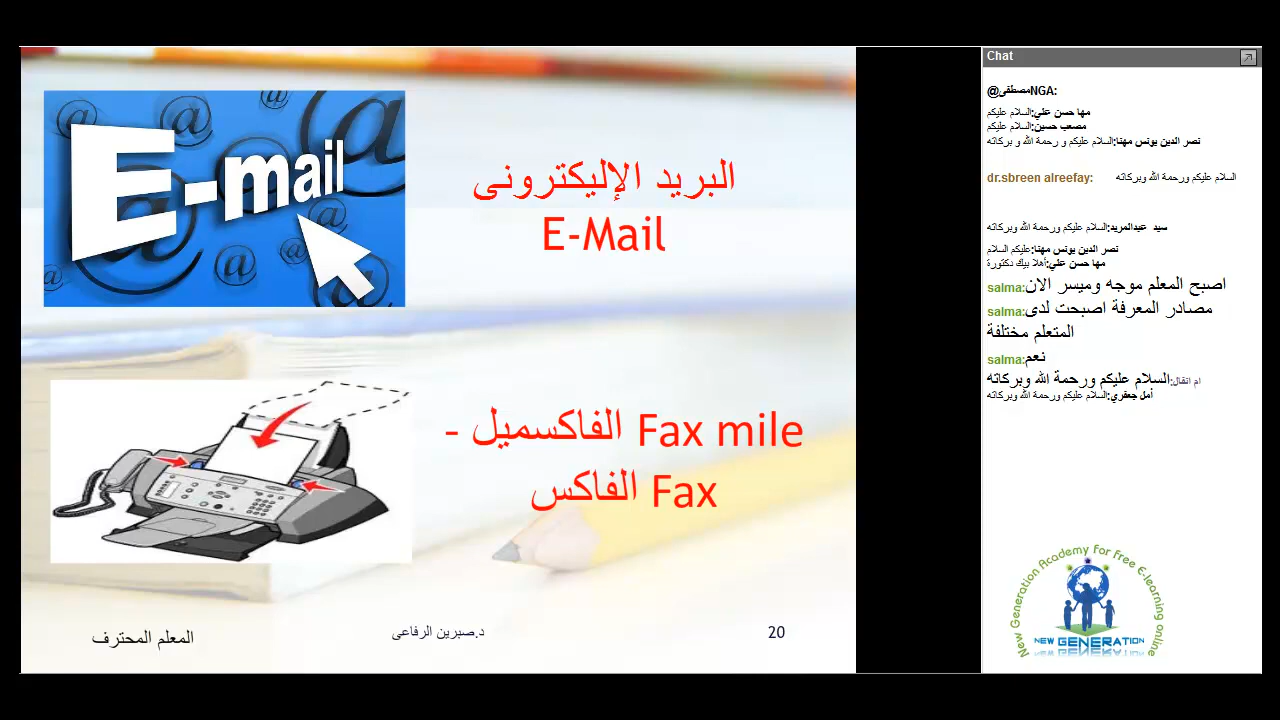 E-mail
البريد الإليكترونى
E-Mail
الفاكسميل - Fax mile
الفاكس Fax
المعلم المحترف
د.صبرين الرفاعى
20
Chat
@مصطفىNGA:
مها حسن علي:السلام عليكم
مصعب حسين:السلام عليكم
نصر الدين يونس مهنا:السلام عليكم و رحمة الله و بركاته
dr.sbreen alreefay: السلام عليكم ورحمة الله وبركاته
سيد عبدالمريد:السلام عليكم ورحمة الله وبركاته
نصر الدين يونس مهنا:عليكم السلام
مها حسن علي:أهلا بيك دكتورة
salma:اصبح المعلم موجه وميسر الان
salma:مصادر المعرفة اصبحت لدى
المتعلم مختلفة
salma:نعم
ام اتقال:السلام عليكم ورحمة الله وبركاته
أمل جعفري:السلام عليكم ورحمة الله وبركاته
New Generation Academy For Free E-learning online
NEW GENERATION